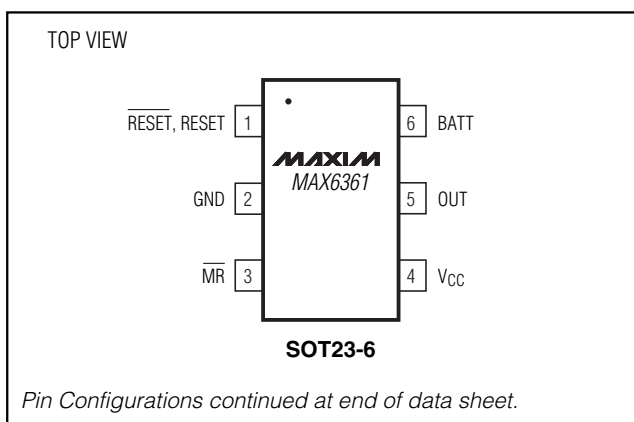 TOP VIEW
RESET, RESET 1
6 BATT
MAXIM
MAX6361
GND 2
5 OUT
MR 3
4 VCC
SOT23-6
Pin Configurations continued at end of data sheet.